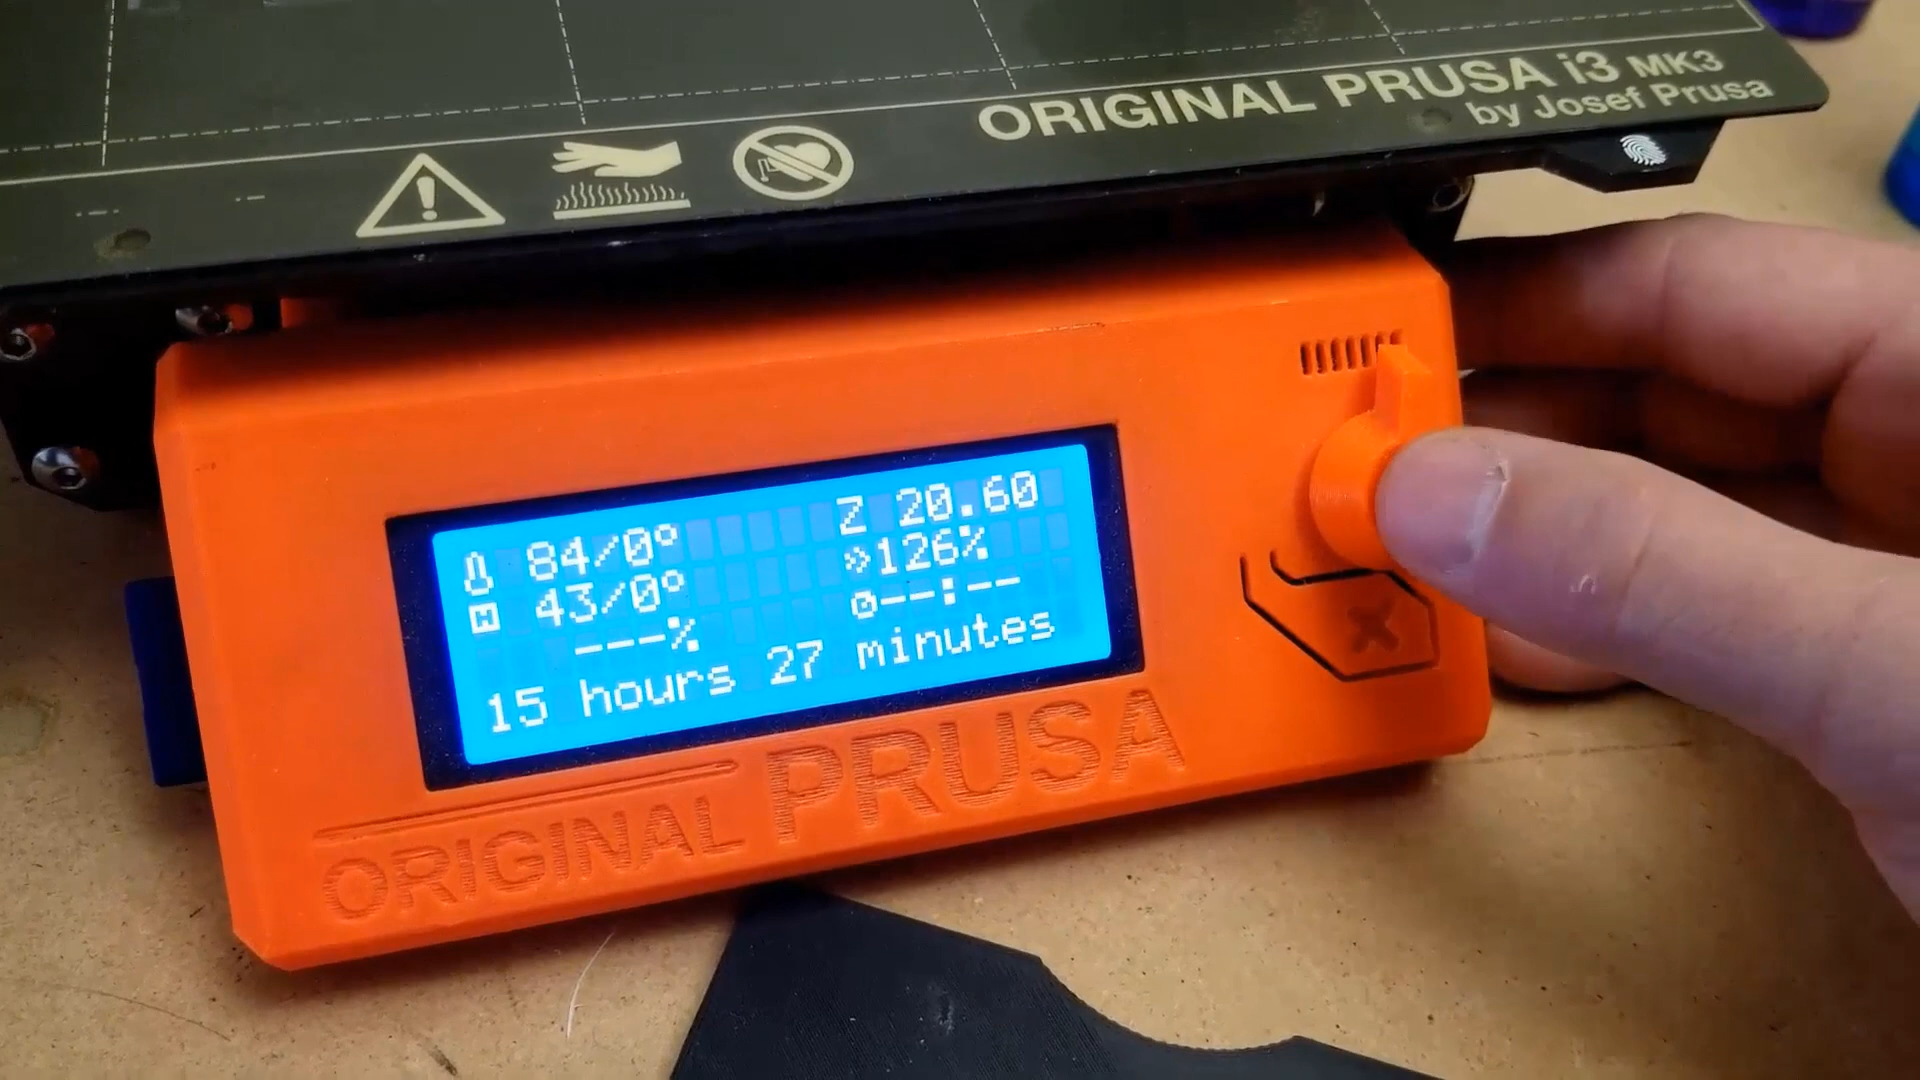 ORIGINAL PRUSA i3 MK3
by Josef Prusa
84/0° Z 20.60
43/0° 126%
---% --:--
15 hours 27 minutes
ORIGINAL PRUSA